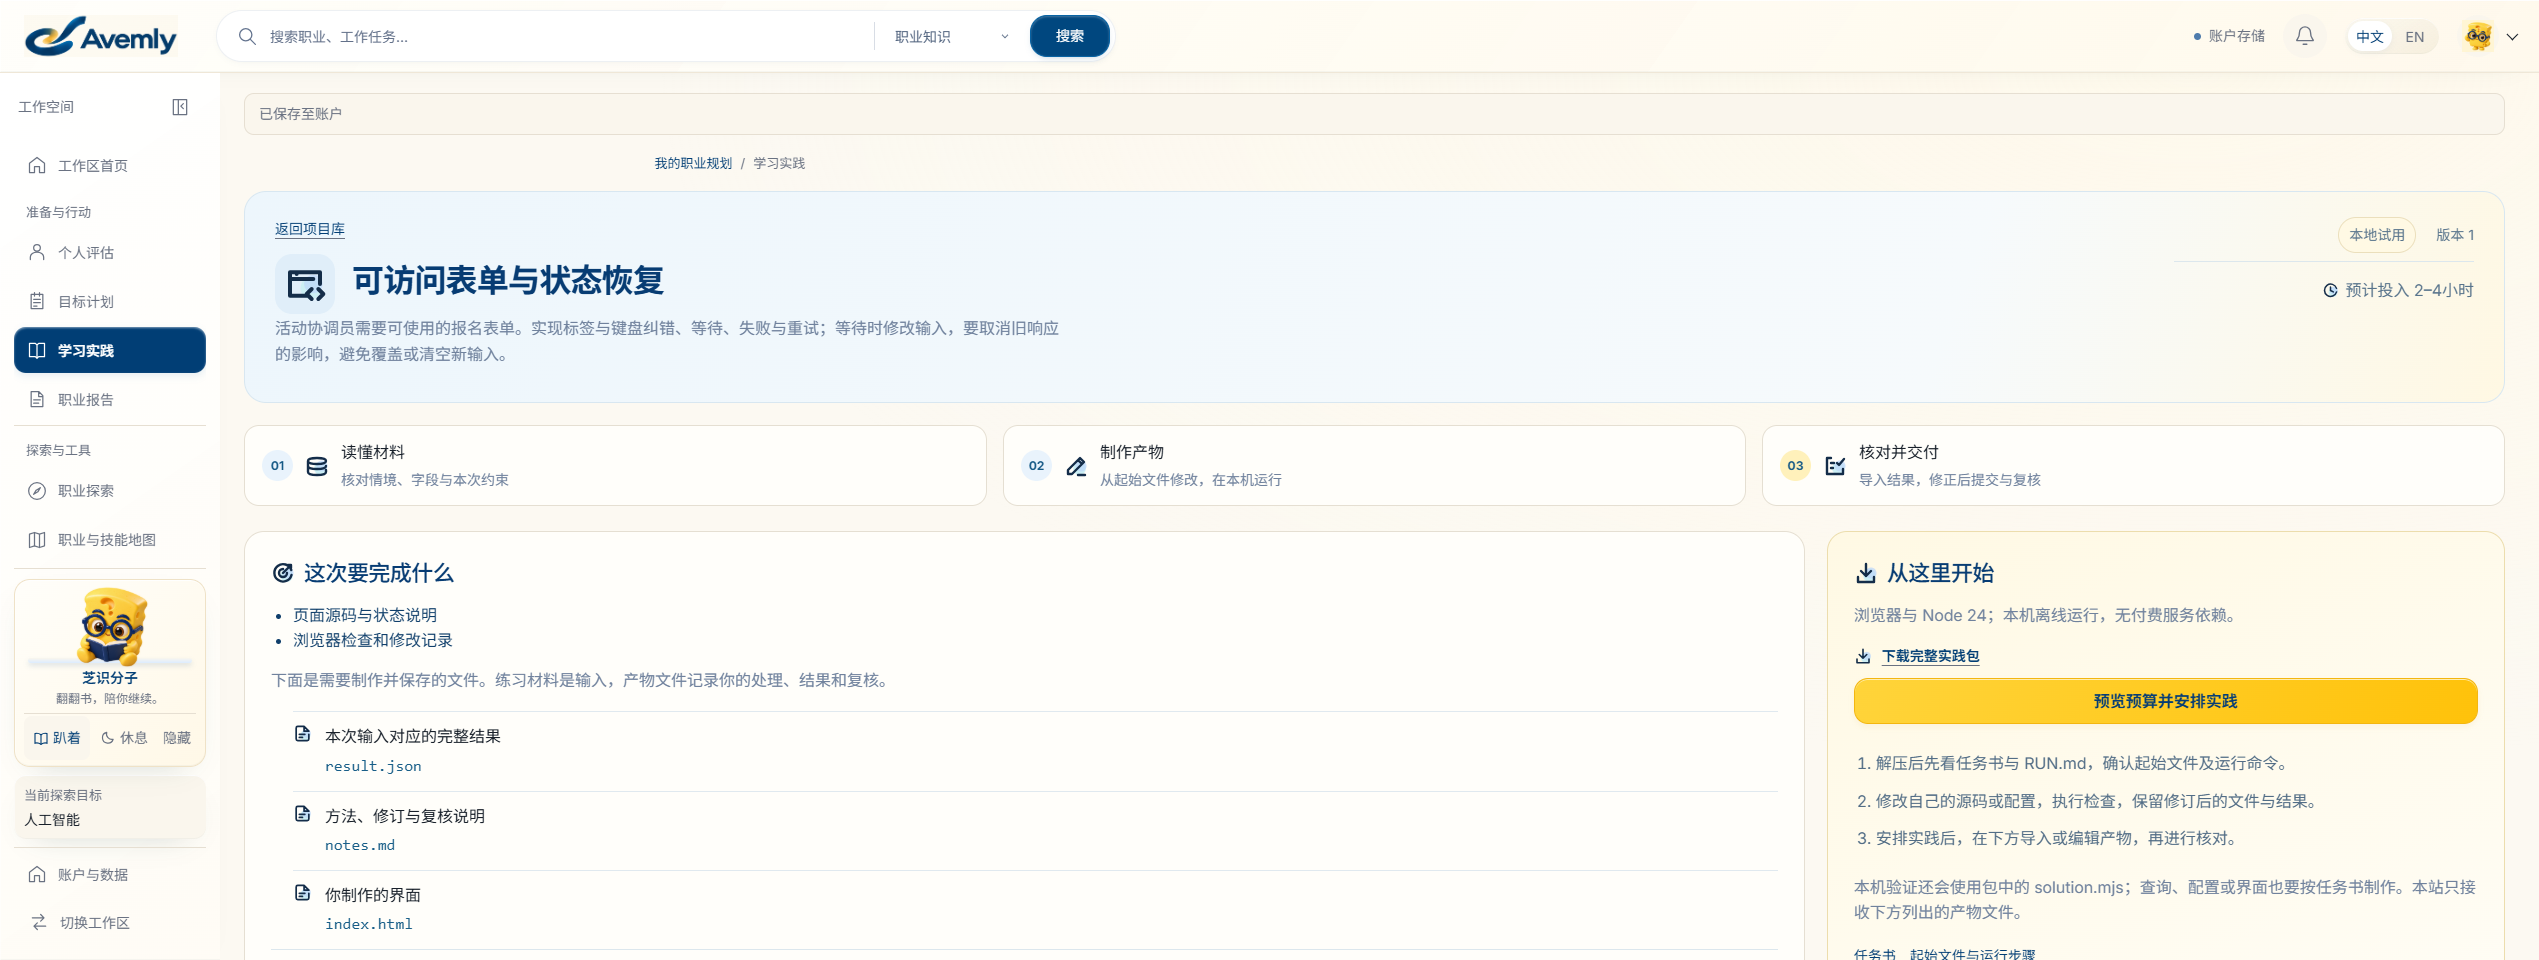 Avemly
搜索职业、工作任务...
职业知识
搜索
账户存储
中文
EN
工作空间
工作区首页
准备与行动
个人评估
目标计划
学习实践
职业报告
探索与工具
职业探索
职业与技能地图
芝识分子
翻翻书，陪你继续。
趴着
休息
隐藏
当前探索目标
人工智能
账户与数据
切换工作区
已保存至账户
我的职业规划 / 学习实践
返回项目库
可访问表单与状态恢复
活动协调员需要可使用的报名表单。实现标签与键盘纠错、等待、失败与重试；等待时修改输入，要取消旧响应
的影响，避免覆盖或清空新输入。
本地试用
版本 1
预计投入 2–4小时
01
读懂材料
核对情境、字段与本次约束
02
制作产物
从起始文件修改，在本机运行
03
核对并交付
导入结果，修正后提交与复核
这次要完成什么
• 页面源码与状态说明
• 浏览器检查和修改记录
下面是需要制作并保存的文件。练习材料是输入，产物文件记录你的处理、结果和复核。
本次输入对应的完整结果
result.json
方法、修订与复核说明
notes.md
你制作的界面
index.html
从这里开始
浏览器与 Node 24；本机离线运行，无付费服务依赖。
下载完整实践包
预览预算并安排实践
1. 解压后先看任务书与 RUN.md，确认起始文件及运行命令。
2. 修改自己的源码或配置，执行检查，保留修订后的文件与结果。
3. 安排实践后，在下方导入或编辑产物，再进行核对。
本机验证还会使用包中的 solution.mjs；查询、配置或界面也要按任务书制作。本站只接
收下方列出的产物文件。
任务书、起始文件与运行步骤